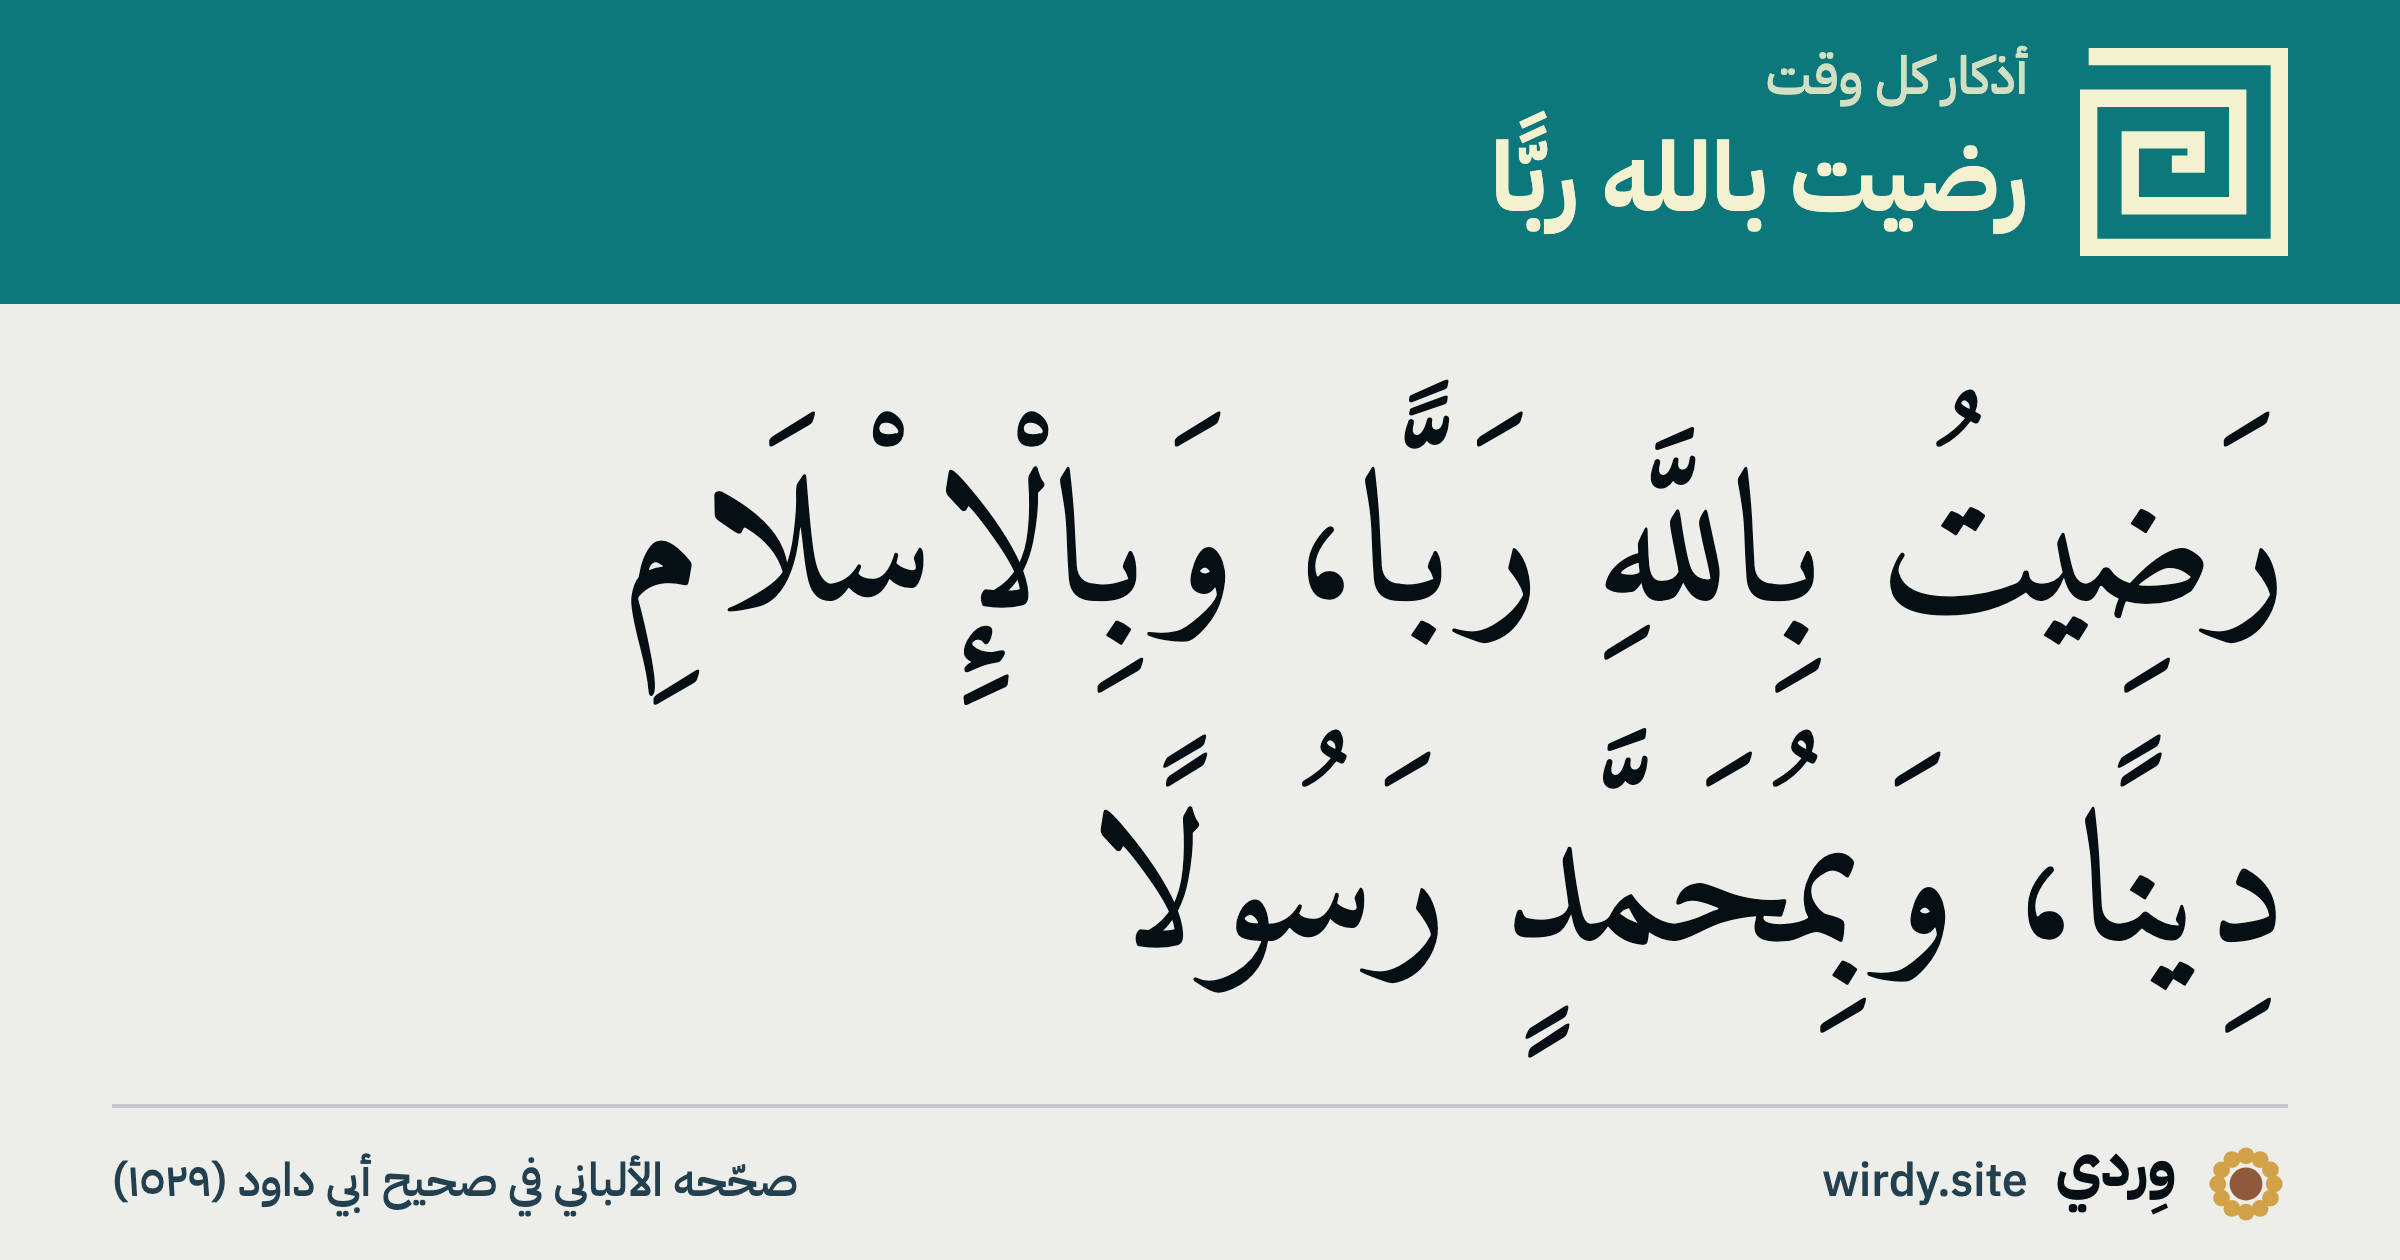 أذكار كل وقت
رضيت بالله ربًّا
رَضِيتُ بِاللَّهِ رَبًّا، وَبِالْإِسْلَامِ
دِينًا، وَبِمُحَمَّدٍ رَسُولًا
وِردي wirdy.site
صحّحه الألباني في صحيح أبي داود (١٥٢٩)